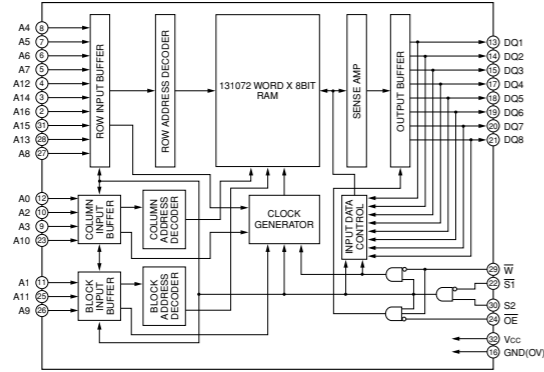 A4 8
A5 7
A6 6
A7 5
A12 4
A14 3
A16 2
A15 31
A13 28
A8 27
ROW INPUT BUFFER
ROW ADDRESS DECODER
131072 WORD X 8BIT
RAM
SENSE AMP
OUTPUT BUFFER
13 DQ1
14 DQ2
15 DQ3
17 DQ4
18 DQ5
19 DQ6
20 DQ7
21 DQ8
A0 12
A2 10
A3 9
A10 23
COLUMN
INPUT
BUFFER
COLUMN
ADDRESS
DECODER
CLOCK
GENERATOR
INPUT DATA
CONTROL
A1 11
A11 25
A9 26
BLOCK
INPUT
BUFFER
BLOCK
ADDRESS
DECODER
29 W̅
22 S̅1̅
30 S2
24 O̅E̅
32 Vcc
16 GND(OV)